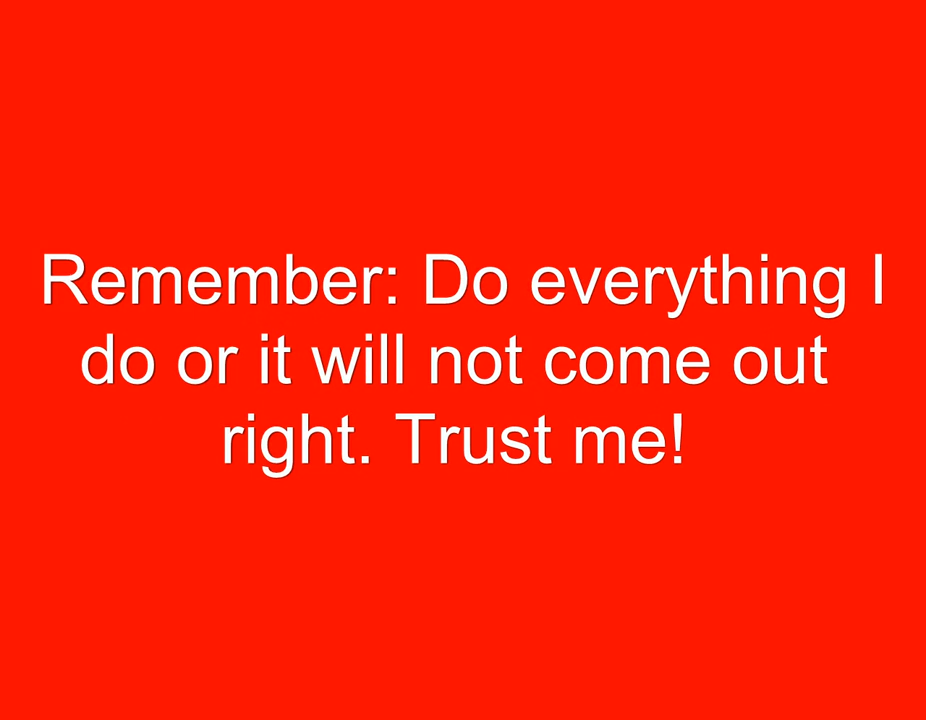 Remember: Do everything I
do or it will not come out
right. Trust me!